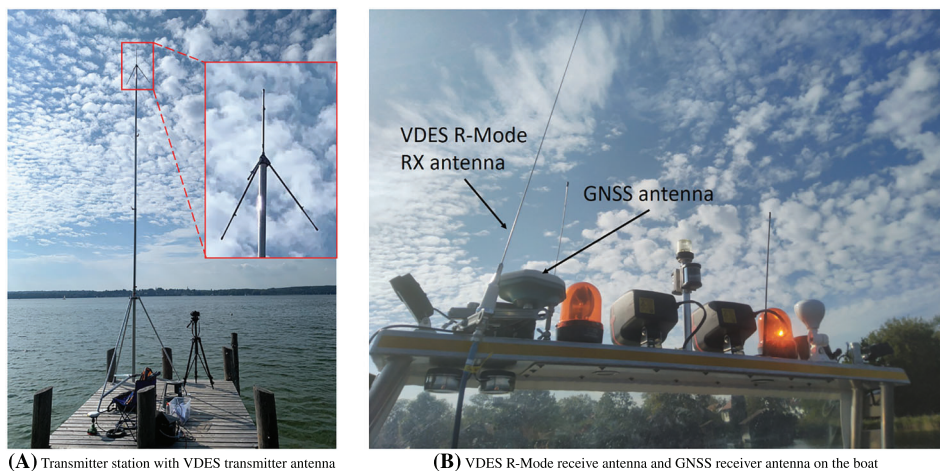 VDES R-Mode
RX antenna
GNSS antenna
(A) Transmitter station with VDES transmitter antenna
(B) VDES R-Mode receive antenna and GNSS receiver antenna on the boat